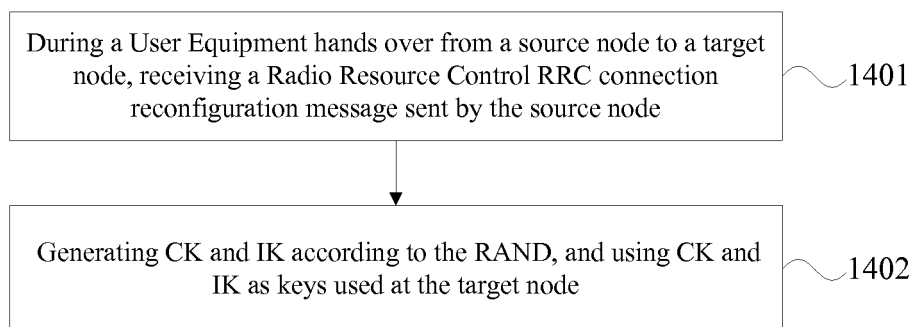 During a User Equipment hands over from a source node to a target
node, receiving a Radio Resource Control RRC connection
reconfiguration message sent by the source node
1401
Generating CK and IK according to the RAND, and using CK and
IK as keys used at the target node
1402